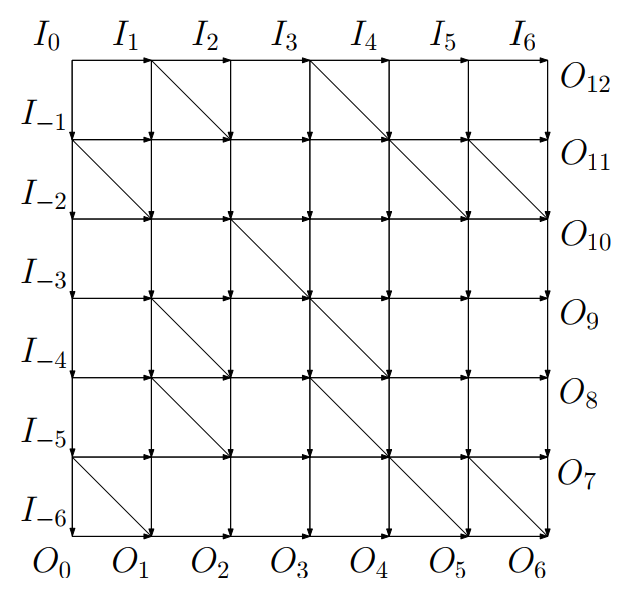 I₀ I₁ I₂ I₃ I₄ I₅ I₆
O₁₂
I₋₁
O₁₁
I₋₂
O₁₀
I₋₃
O₉
I₋₄
O₈
I₋₅
O₇
I₋₆
O₀ O₁ O₂ O₃ O₄ O₅ O₆